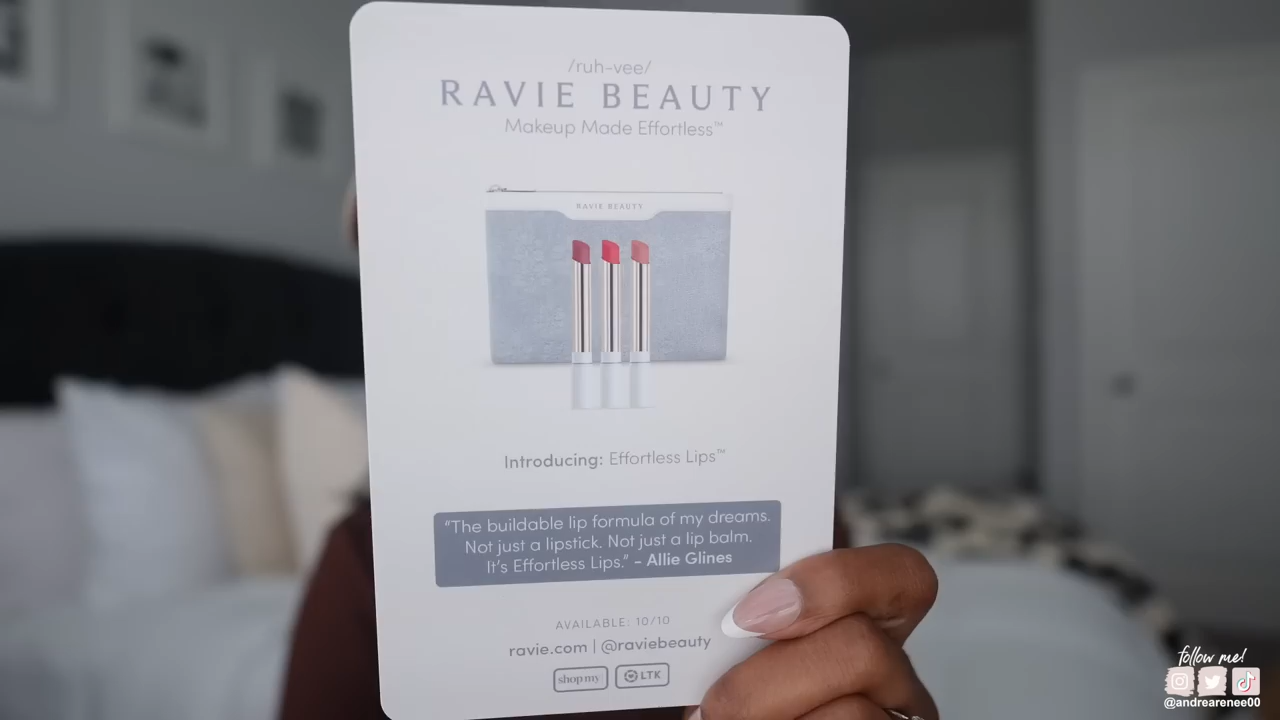 /ruh-vee/
RAVIE BEAUTY
Makeup Made Effortless™
RAVIE BEAUTY
Introducing: Effortless Lips™
“The buildable lip formula of my dreams.
Not just a lipstick. Not just a lip balm.
It's Effortless Lips.” – Allie Glines
AVAILABLE: 10/10
ravie.com | @raviebeauty
shop my LTK
follow me!
@andrearenee00